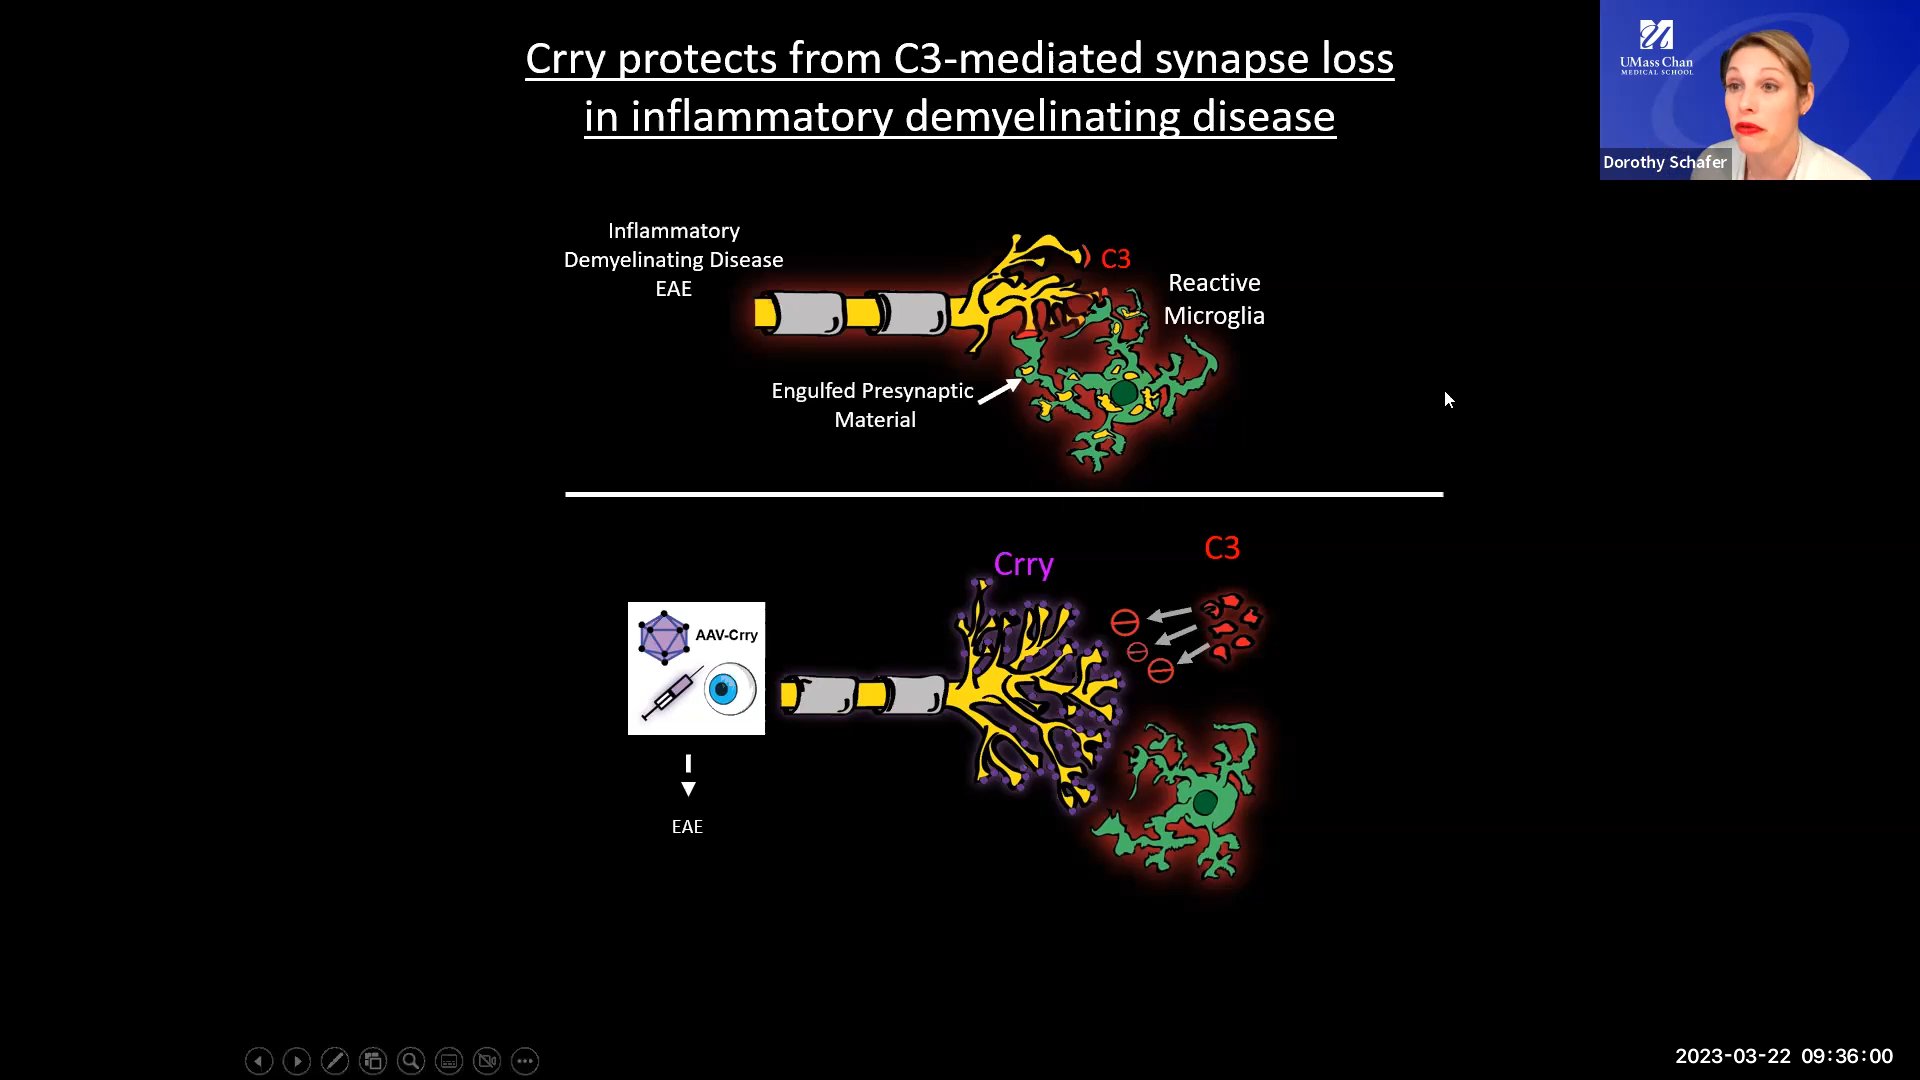 Crry protects from C3-mediated synapse loss
in inflammatory demyelinating disease
UMass Chan
MEDICAL SCHOOL
Dorothy Schafer
Inflammatory
Demyelinating Disease
EAE
C3
Reactive
Microglia
Engulfed Presynaptic
Material
Crry
C3
AAV-Crry
EAE
2023-03-22 09:36:00